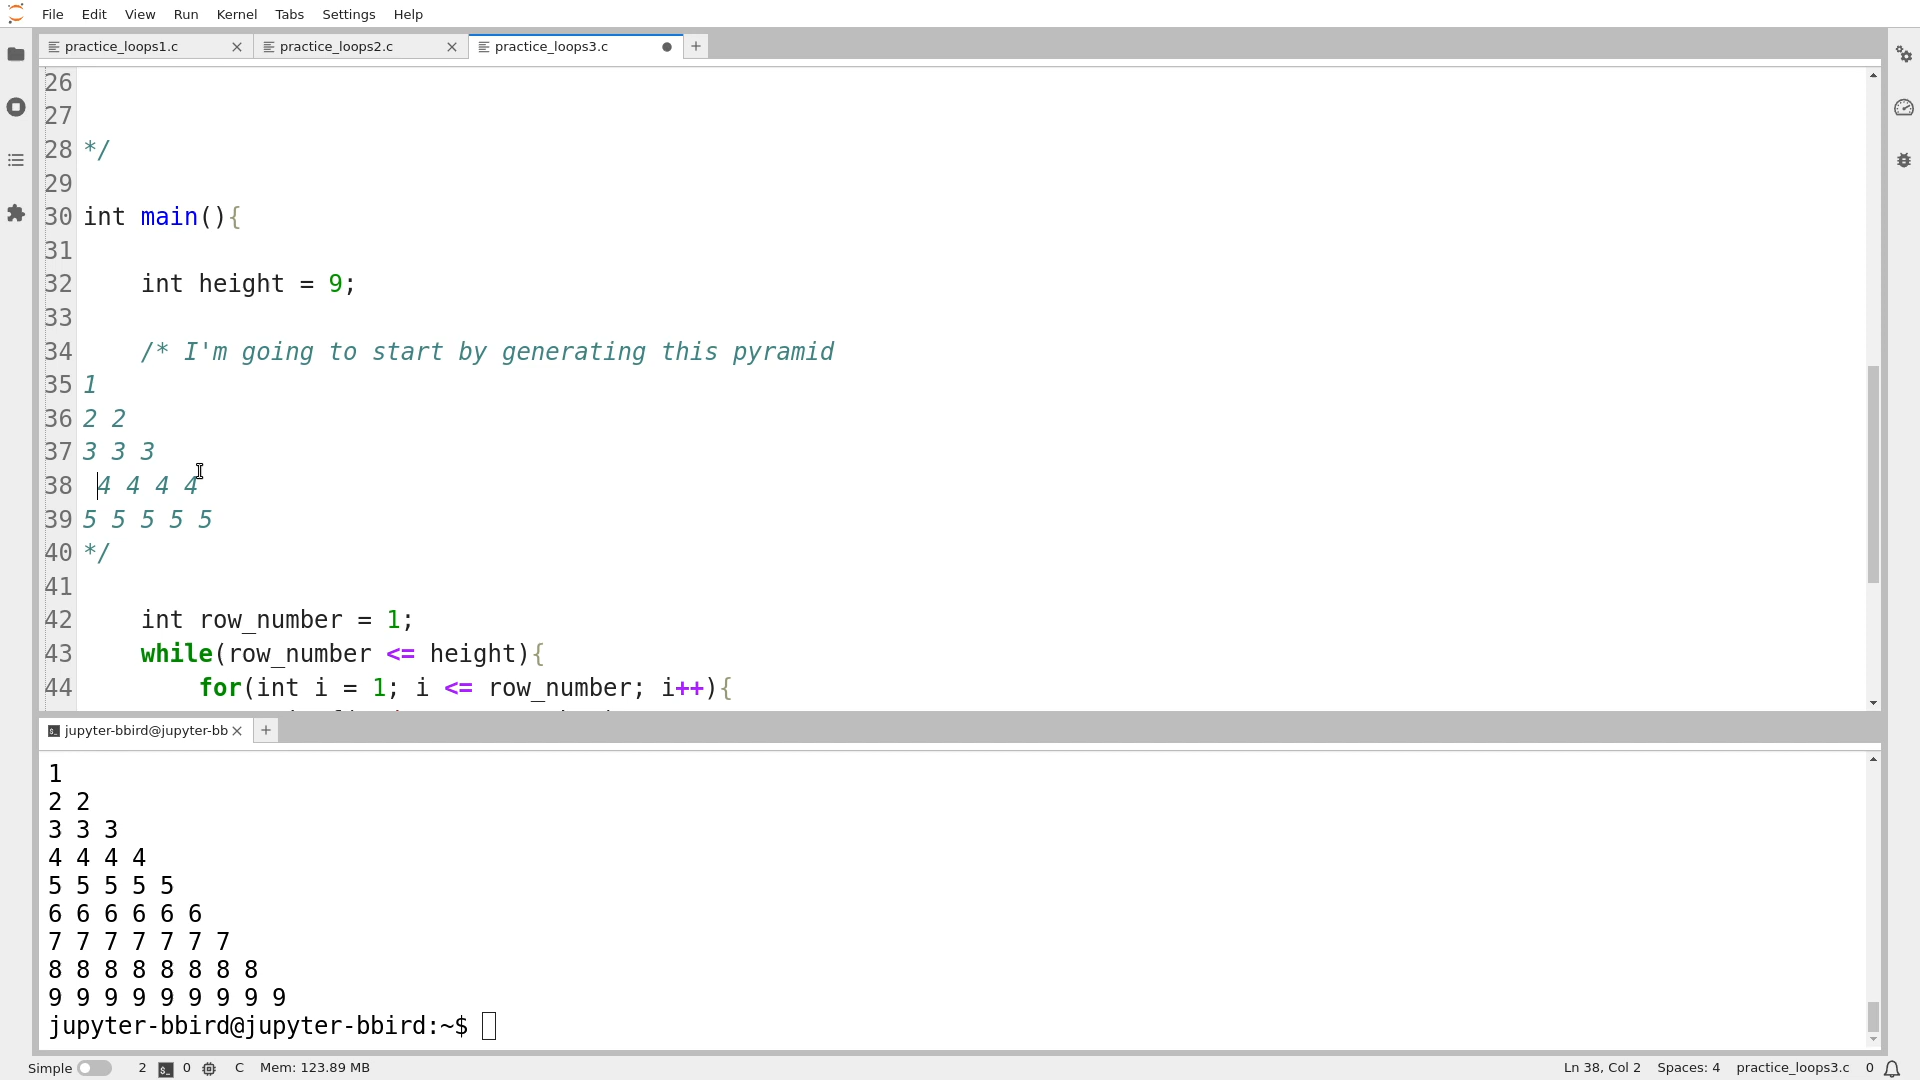 File Edit View Run Kernel Tabs Settings Help
practice_loops1.c practice_loops2.c practice_loops3.c
26
27
28 */
29
30 int main(){
31
32 int height = 9;
33
34 /* I'm going to start by generating this pyramid
35 1
36 2 2
37 3 3 3
38  4 4 4 4
39 5 5 5 5 5
40 */
41
42 int row_number = 1;
43 while(row_number <= height){
44 for(int i = 1; i <= row_number; i++){
jupyter-bbird@jupyter-bb
1
2 2
3 3 3
4 4 4 4
5 5 5 5 5
6 6 6 6 6 6
7 7 7 7 7 7 7
8 8 8 8 8 8 8 8
9 9 9 9 9 9 9 9 9
jupyter-bbird@jupyter-bbird:~$
Simple 2 0 C Mem: 123.89 MB Ln 38, Col 2 Spaces: 4 practice_loops3.c 0